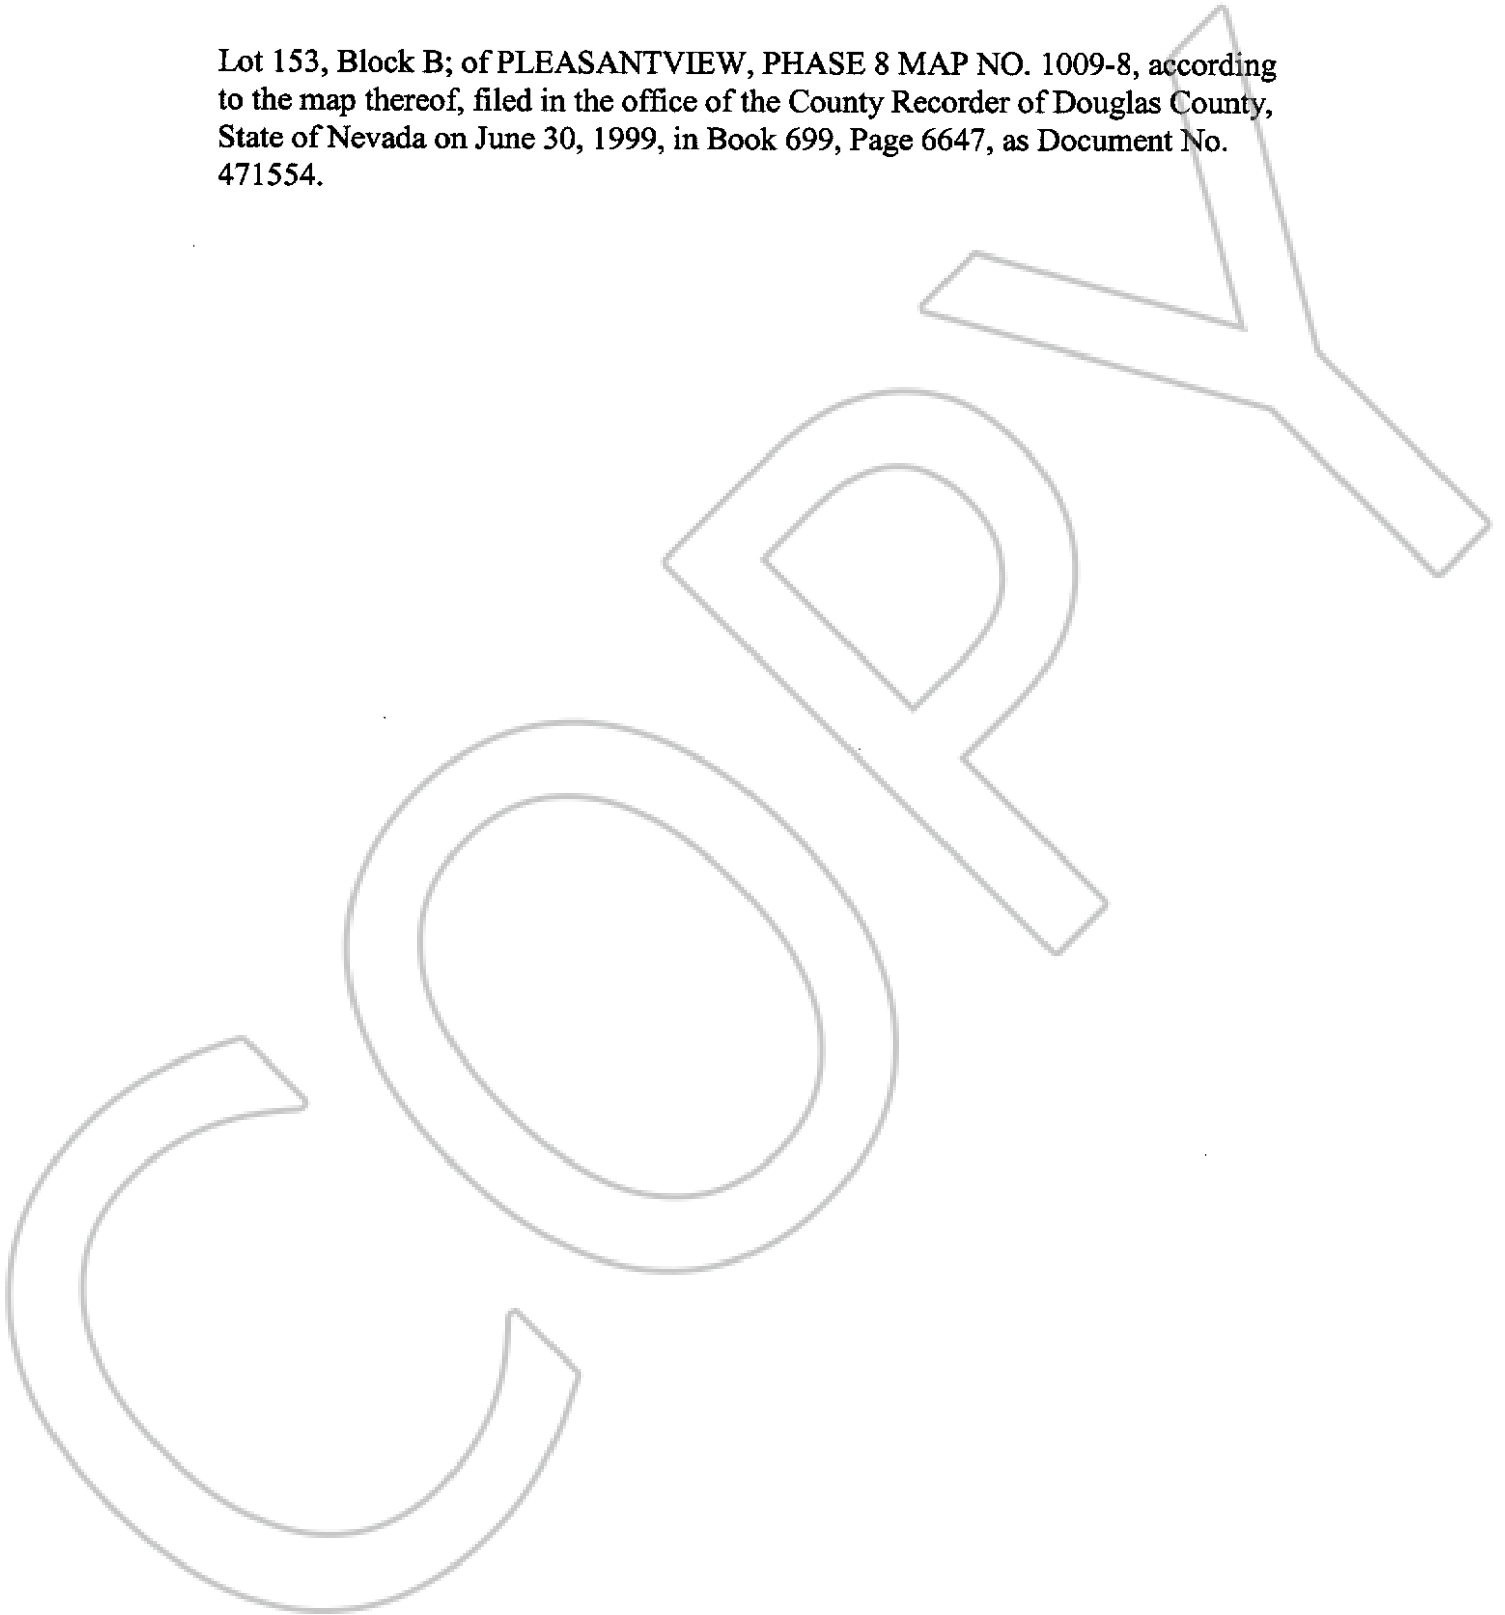 Lot 153, Block B; of PLEASANTVIEW, PHASE 8 MAP NO. 1009-8, according
to the map thereof, filed in the office of the County Recorder of Douglas County,
State of Nevada on June 30, 1999, in Book 699, Page 6647, as Document No.
471554.
COPY